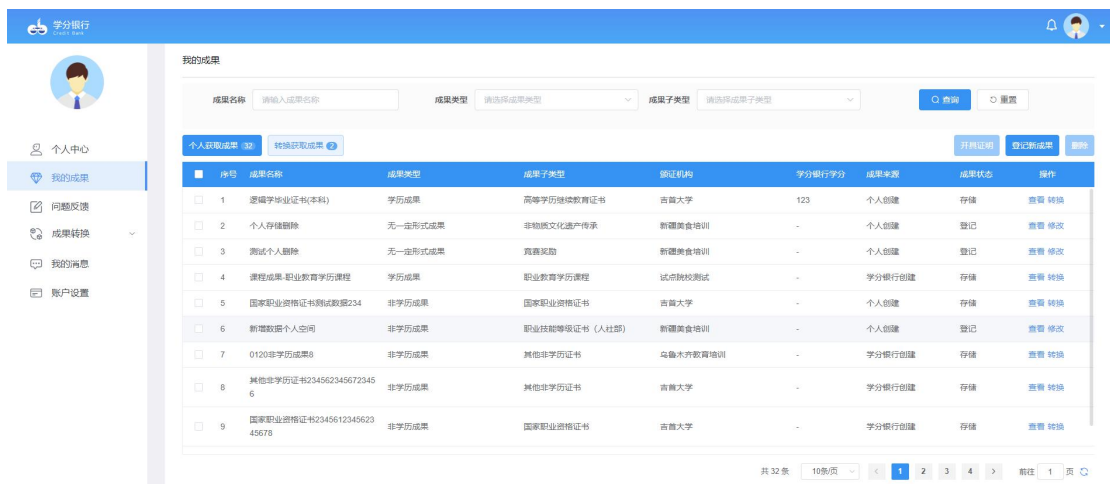 学分银行
Credit Bank
我的成果
成果名称 请输入成果名称 成果类型 请选择成果类型 成果子类型 请选择成果子类型 查询 重置
个人中心
我的成果
问题反馈
成果转换
我的消息
账户设置
个人获取成果 32 转换获取成果 2 开具证明 登记新成果 删除
序号 成果名称 成果类型 成果子类型 颁证机构 学分银行学分 成果来源 成果状态 操作
1 逻辑学毕业证书(本科) 学历成果 高等学历继续教育证书 吉首大学 123 个人创建 存储 查看 转换
2 个人存储删除 无一定形式成果 非物质文化遗产传承 新疆美食培训 - 个人创建 登记 查看 修改
3 测试个人删除 无一定形式成果 竞赛奖励 新疆美食培训 - 个人创建 登记 查看 修改
4 课程成果-职业教育学历课程 学历成果 职业教育学历课程 试点院校测试 - 学分银行创建 存储 查看 转换
5 国家职业资格证书测试数据234 非学历成果 国家职业资格证书 吉首大学 - 个人创建 存储 查看 转换
6 新增数据个人空间 非学历成果 职业技能等级证书（人社部） 新疆美食培训 - 个人创建 登记 查看 修改
7 0120非学历成果8 非学历成果 其他非学历证书 乌鲁木齐教育培训 - 学分银行创建 存储 查看 转换
8 其他非学历证书234562345672345
6 非学历成果 其他非学历证书 吉首大学 - 学分银行创建 存储 查看 转换
9 国家职业资格证书2345612345623
45678 非学历成果 国家职业资格证书 吉首大学 - 学分银行创建 存储 查看 转换
共 32 条 10条/页 1 2 3 4 前往 1 页